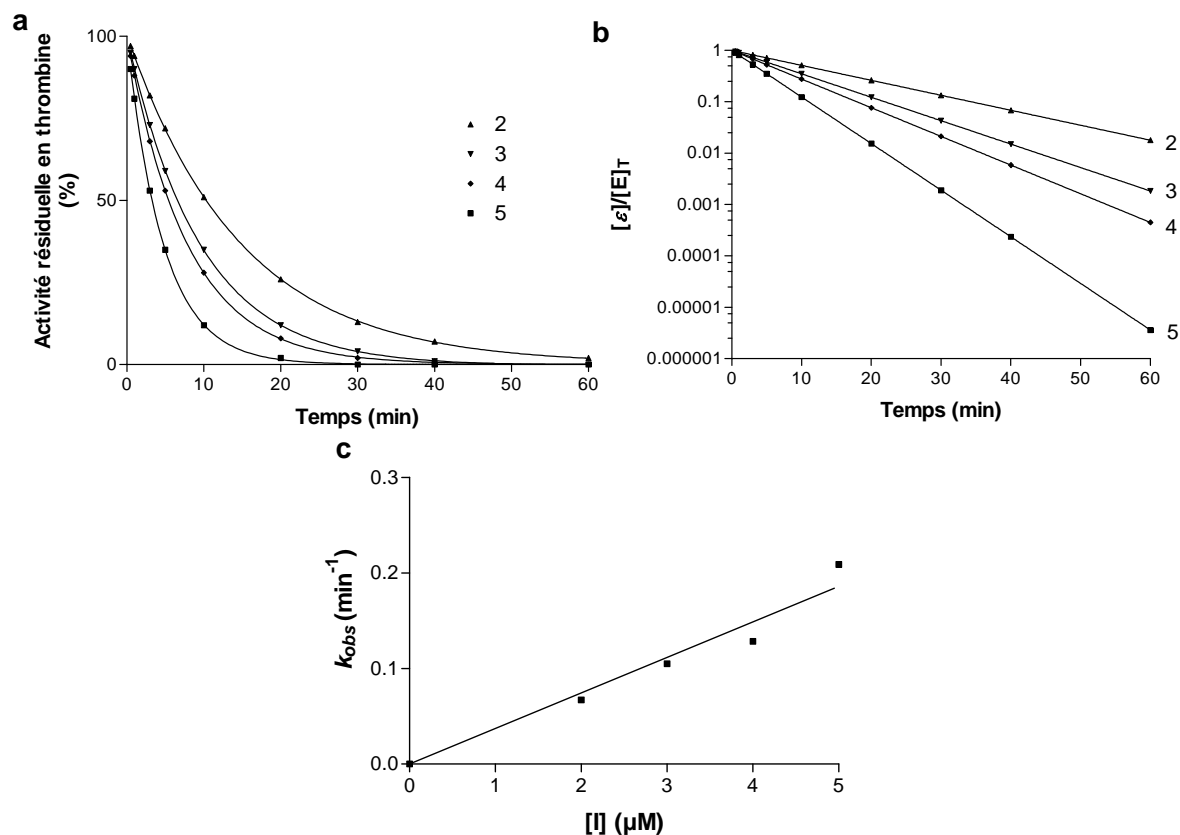 a
100
50
0
Activité résiduelle en thrombine
(%)
2
3
4
5
0 10 20 30 40 50 60
Temps (min)
b
1
0.1
0.01
0.001
0.0001
0.00001
0.000001
[ε]/[E]T
2
3
4
5
0 10 20 30 40 50 60
Temps (min)
c
0.3
0.2
0.1
0.0
kobs (min-1)
0 1 2 3 4 5
[I] (µM)